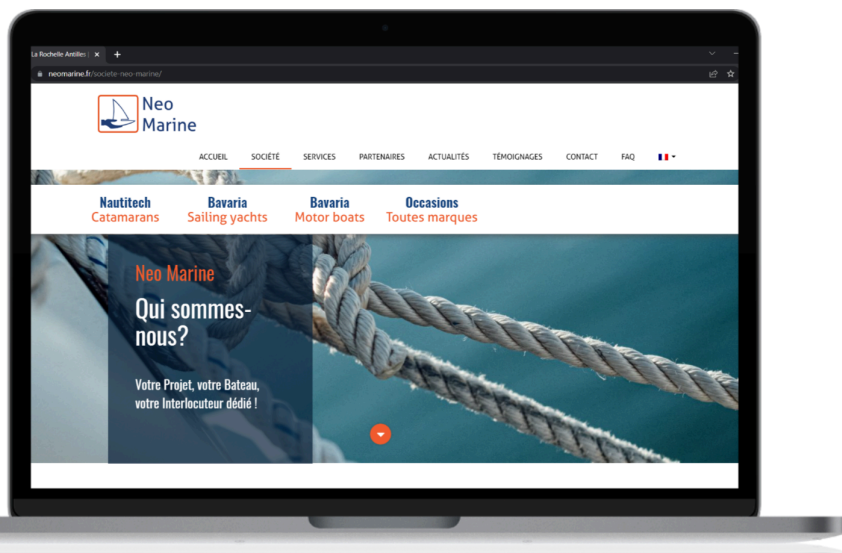 La Rochelle Antilles |
neomarine.fr/societe-neo-marine/
Neo
Marine
ACCUEIL SOCIÉTÉ SERVICES PARTENAIRES ACTUALITÉS TÉMOIGNAGES CONTACT FAQ
Nautitech Bavaria Bavaria Occasions
Catamarans Sailing yachts Motor boats Toutes marques
Neo Marine
Qui sommes-
nous?
Votre Projet, votre Bateau,
votre Interlocuteur dédié !